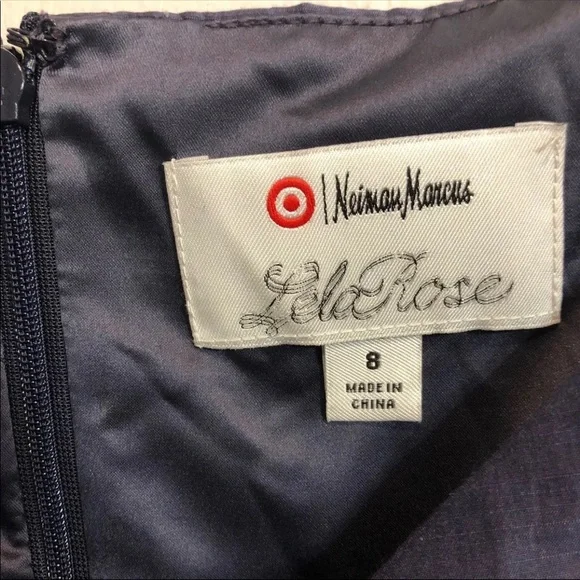 | Neiman Marcus
Lela Rose
8
MADE IN
CHINA